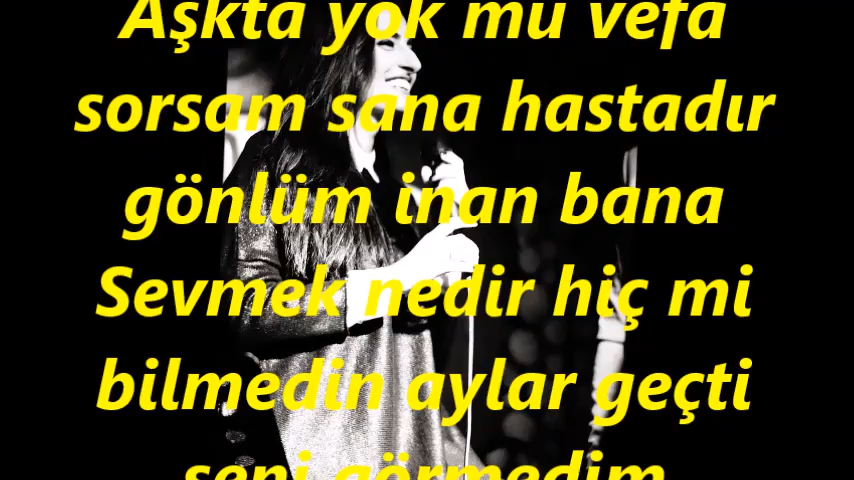 Aşkta yok mu vefa
sorsam sana hastadır
gönlüm inan bana
Sevmek nedir hiç mi
bilmedin aylar geçti
seni görmedim